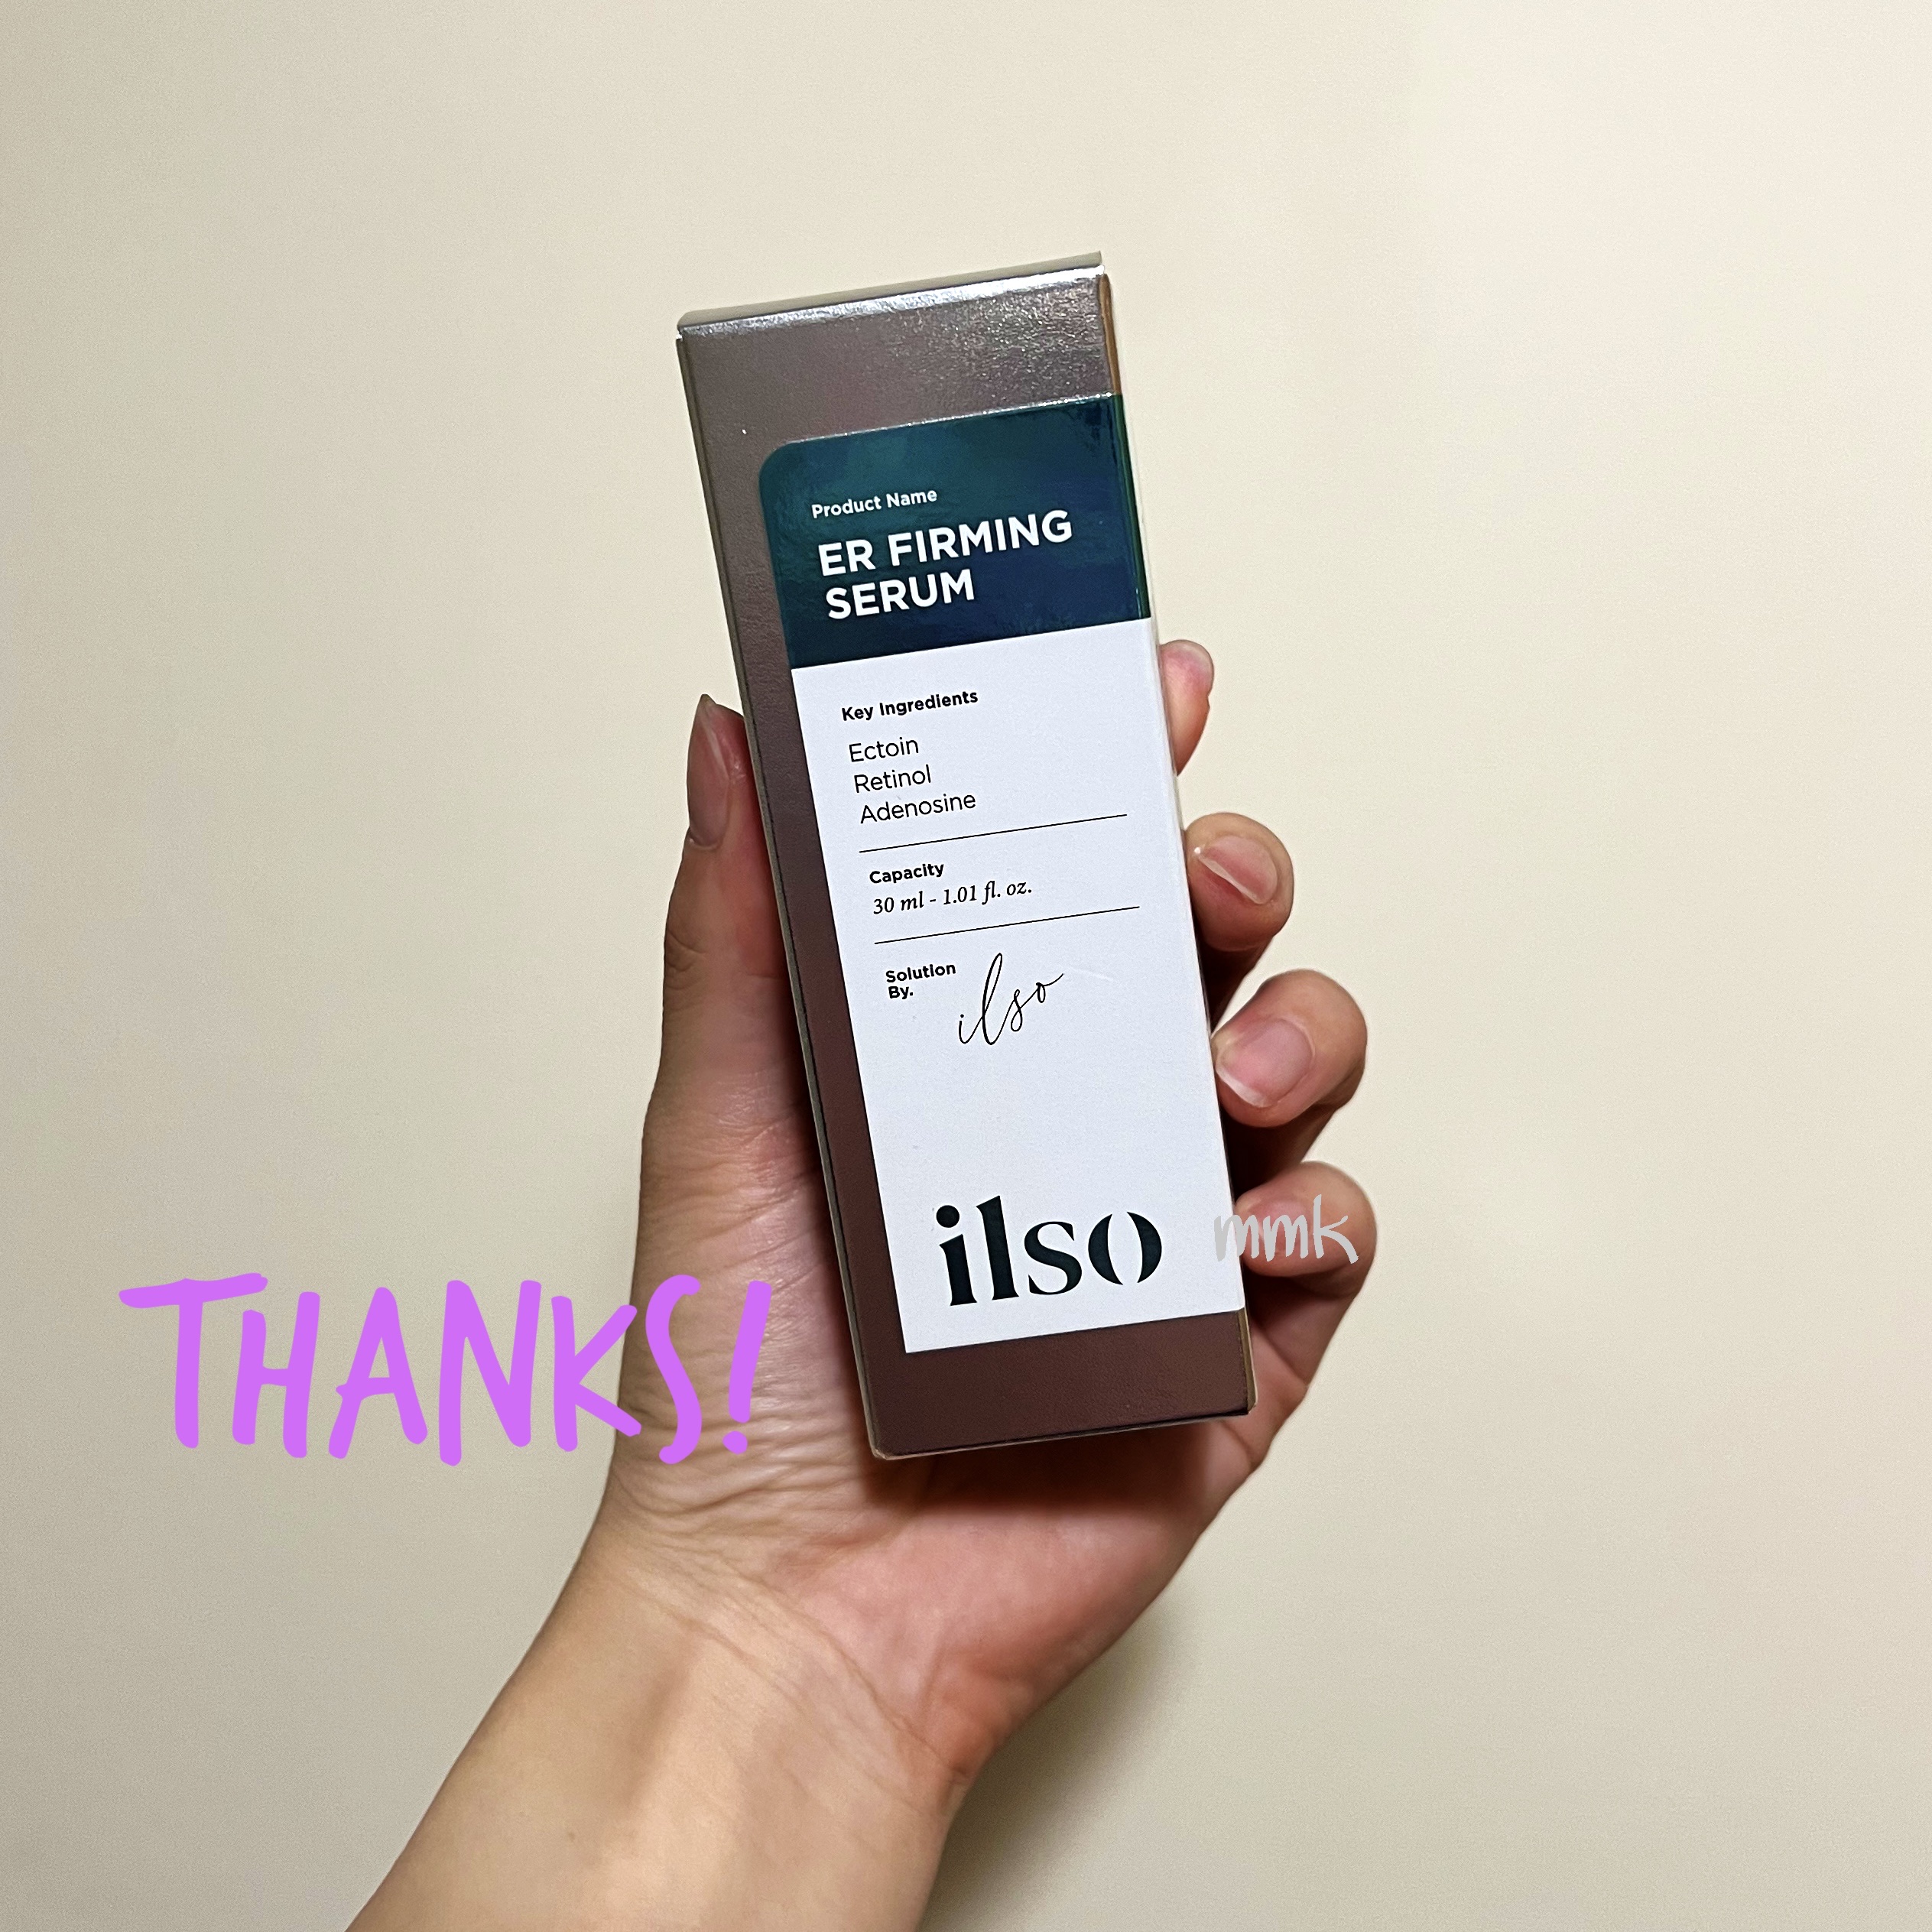 Product Name
ER FIRMING
SERUM
Key Ingredients
Ectoin
Retinol
Adenosine
Capacity
30 ml - 1.01 fl. oz.
Solution
By.
ilso
ilso
mmk
THANKS!